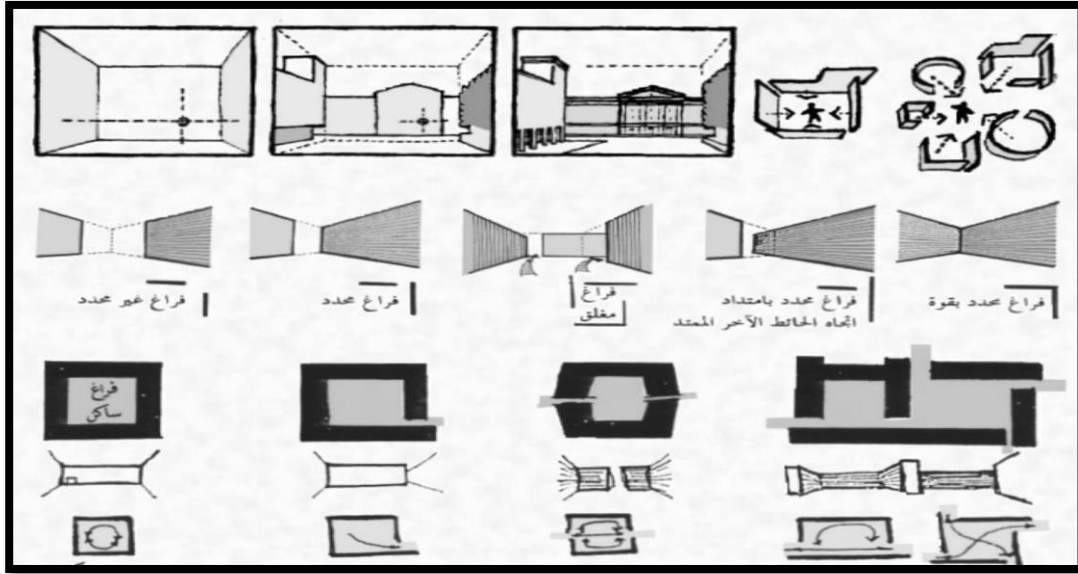 فراغ محدد بقوة
فراغ محدد بامتداد
اتجاه الحائط الآخر الممتد
فراغ
مغلق
فراغ محدد
فراغ غير محدد
فراغ
ساكن